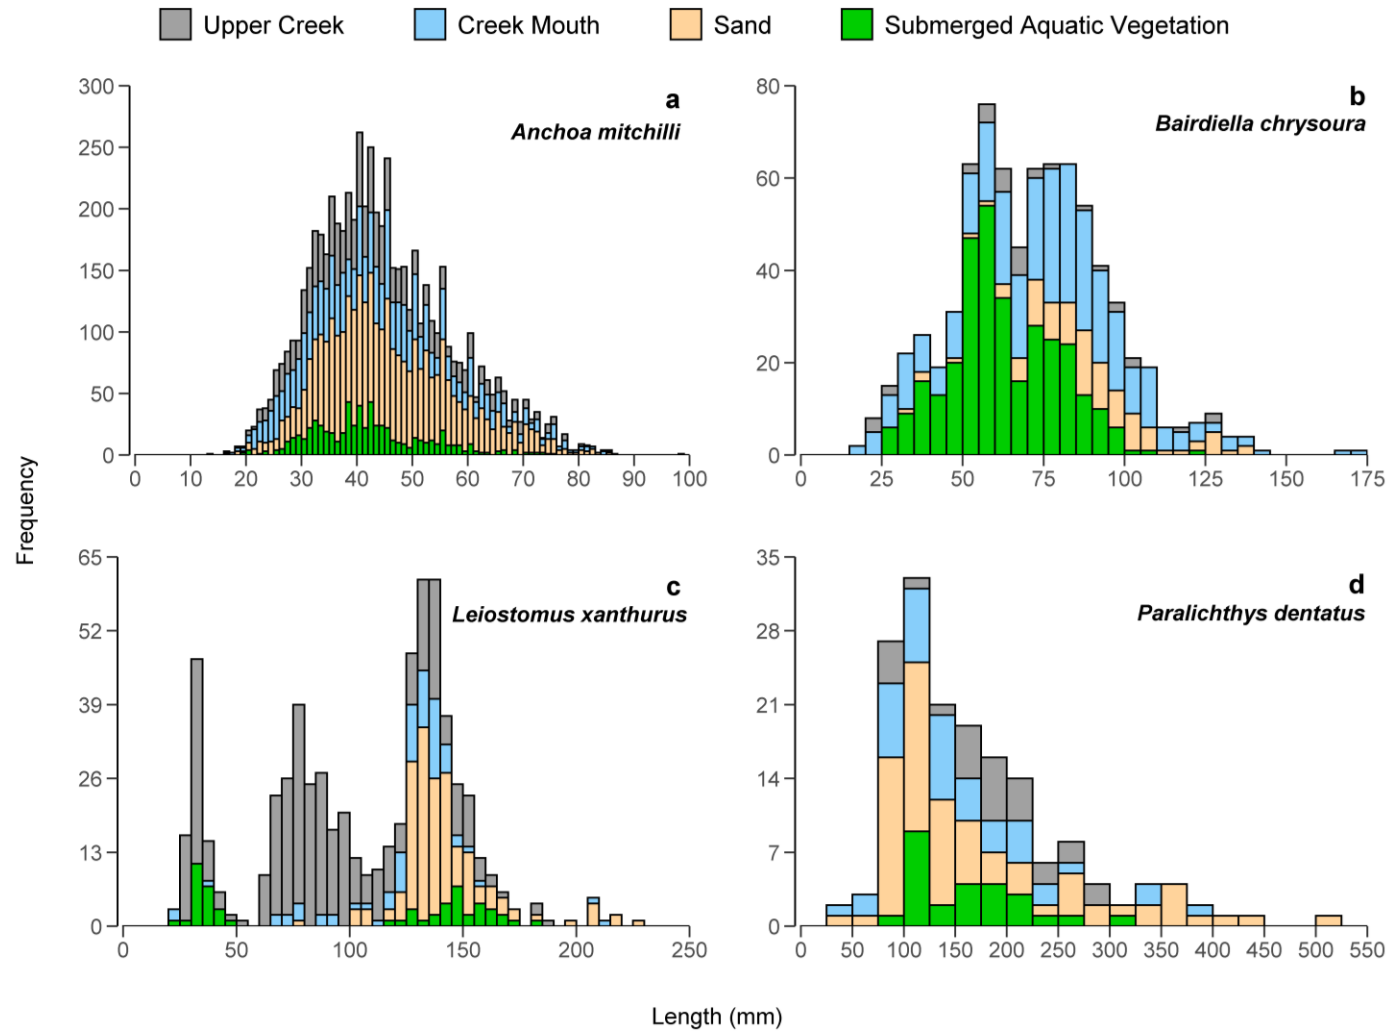 Upper Creek Creek Mouth Sand Submerged Aquatic Vegetation
a
Anchoa mitchilli
300
250
200
150
100
50
0
0 10 20 30 40 50 60 70 80 90 100
b
Bairdiella chrysoura
80
60
40
20
0
0 25 50 75 100 125 150 175
Frequency
c
Leiostomus xanthurus
65
52
39
26
13
0
0 50 100 150 200 250
d
Paralichthys dentatus
35
28
21
14
7
0
0 50 100 150 200 250 300 350 400 450 500 550
Length (mm)